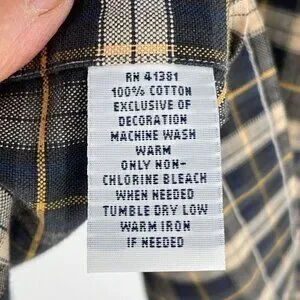 RN 41381
100% COTTON
EXCLUSIVE OF
DECORATION
MACHINE WASH
WARM
ONLY NON-
CHLORINE BLEACH
WHEN NEEDED
TUMBLE DRY LOW
WARM IRON
IF NEEDED